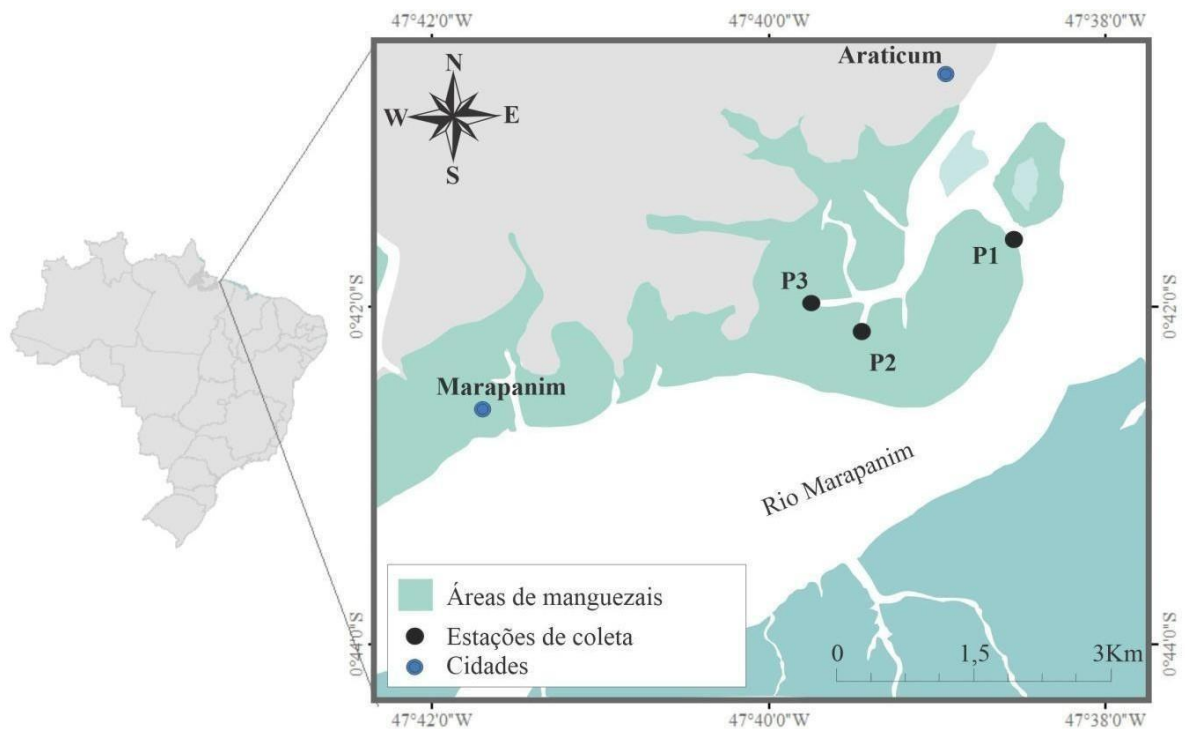 47°42'0"W 47°40'0"W 47°38'0"W
Araticum
N
W E
S
P1
P3
0°42'0"S 0°42'0"S
P2
Marapanim
Rio Marapanim
Áreas de manguezais
Estações de coleta
Cidades
0 1,5 3Km
0°44'0"S 0°44'0"S
47°42'0"W 47°40'0"W 47°38'0"W